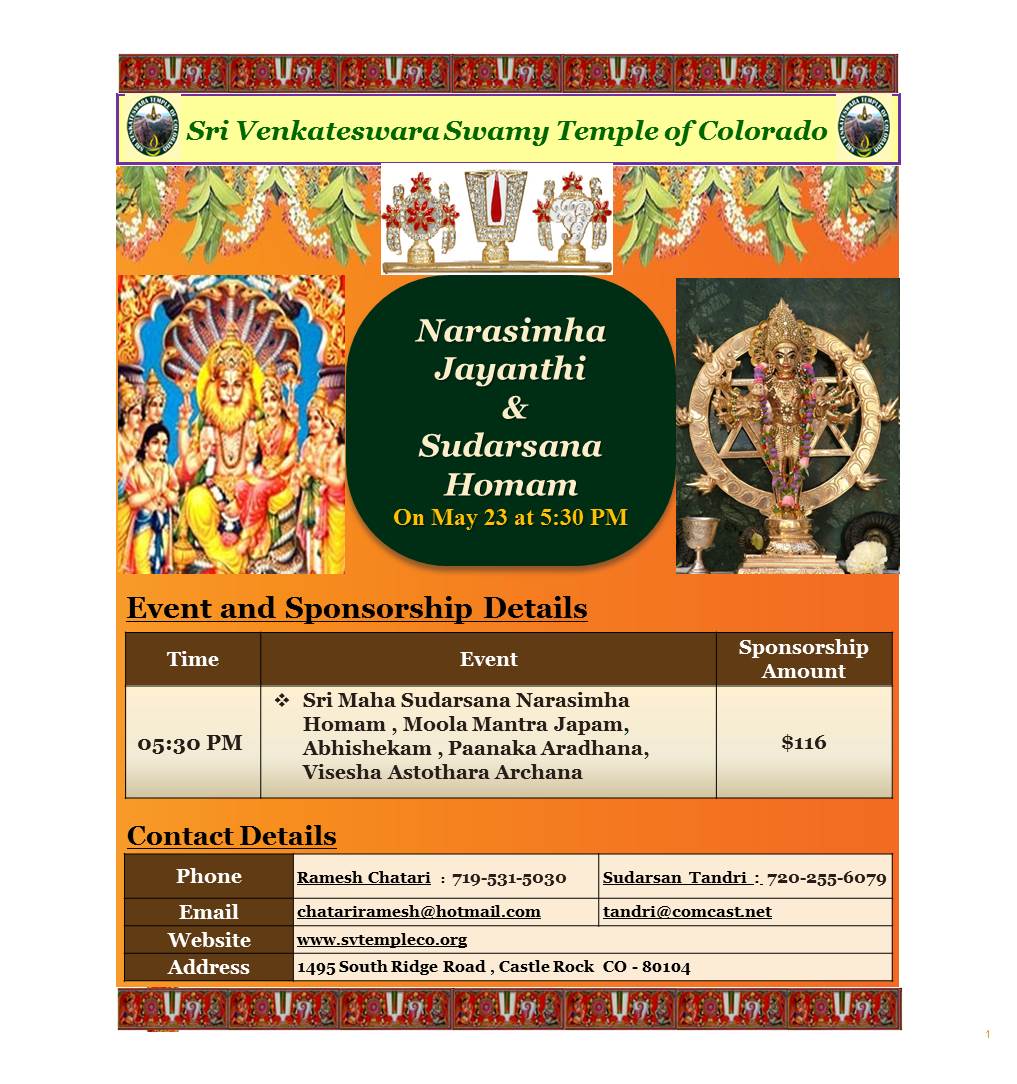 Sri Venkateswara Swamy Temple of Colorado
Narasimha
Jayanthi
&
Sudarsana
Homam
On May 23 at 5:30 PM
Event and Sponsorship Details
Time
Event
Sponsorship
Amount
05:30 PM
❖ Sri Maha Sudarsana Narasimha
Homam , Moola Mantra Japam,
Abhishekam , Paanaka Aradhana,
Visesha Astothara Archana
$116
Contact Details
Phone
Ramesh Chatari : 719-531-5030
Sudarsan Tandri : 720-255-6079
Email
chatariramesh@hotmail.com
tandri@comcast.net
Website
www.svtempleco.org
Address
1495 South Ridge Road , Castle Rock CO - 80104
1